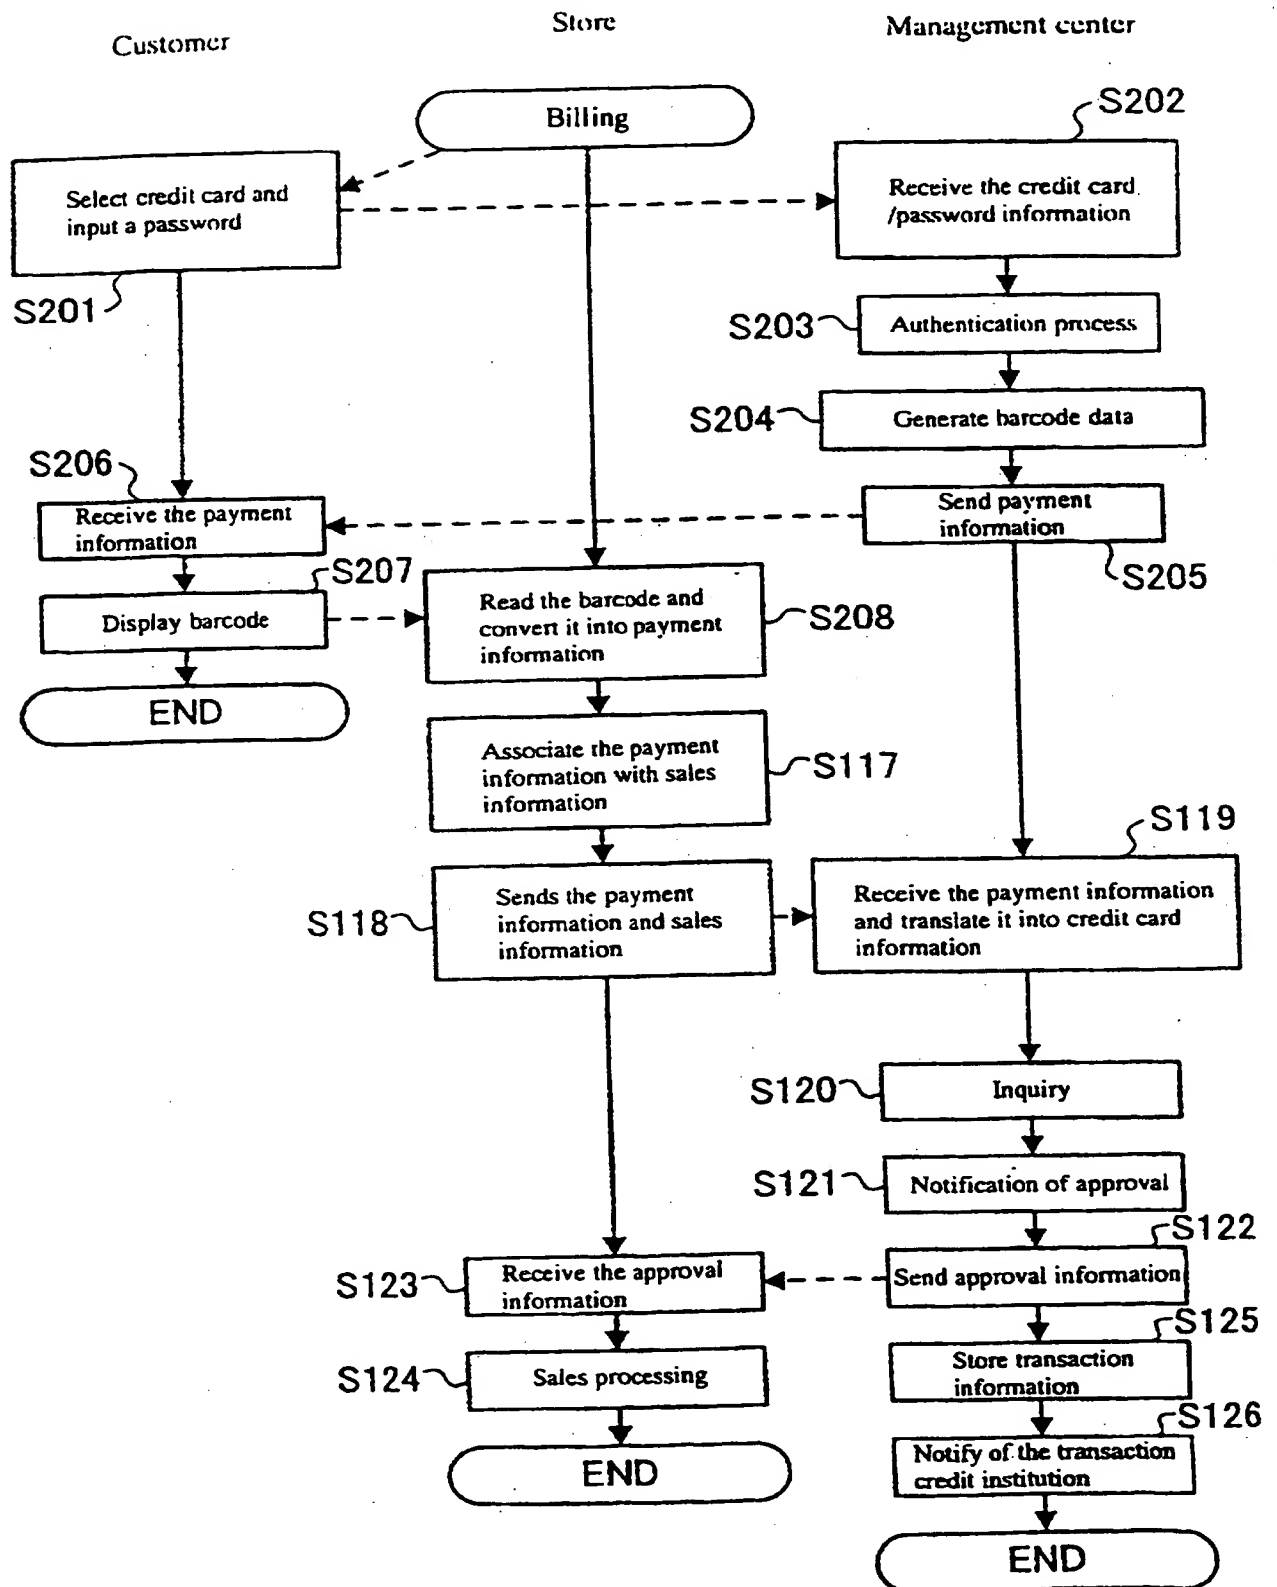 Customer
Store
Management center
Billing
S202
Select credit card and
input a password
Receive the credit card
/password information
S201
S203
Authentication process
S204
Generate barcode data
S206
Receive the payment
information
Send payment
information
S205
S207
Display barcode
Read the barcode and
convert it into payment
information
S208
END
Associate the payment
information with sales
information
S117
S119
S118
Sends the payment
information and sales
information
Receive the payment information
and translate it into credit card
information
S120
Inquiry
S121
Notification of approval
S122
S123
Receive the approval
information
Send approval information
S125
S124
Sales processing
Store transaction
information
S126
END
Notify of the transaction
credit institution
END